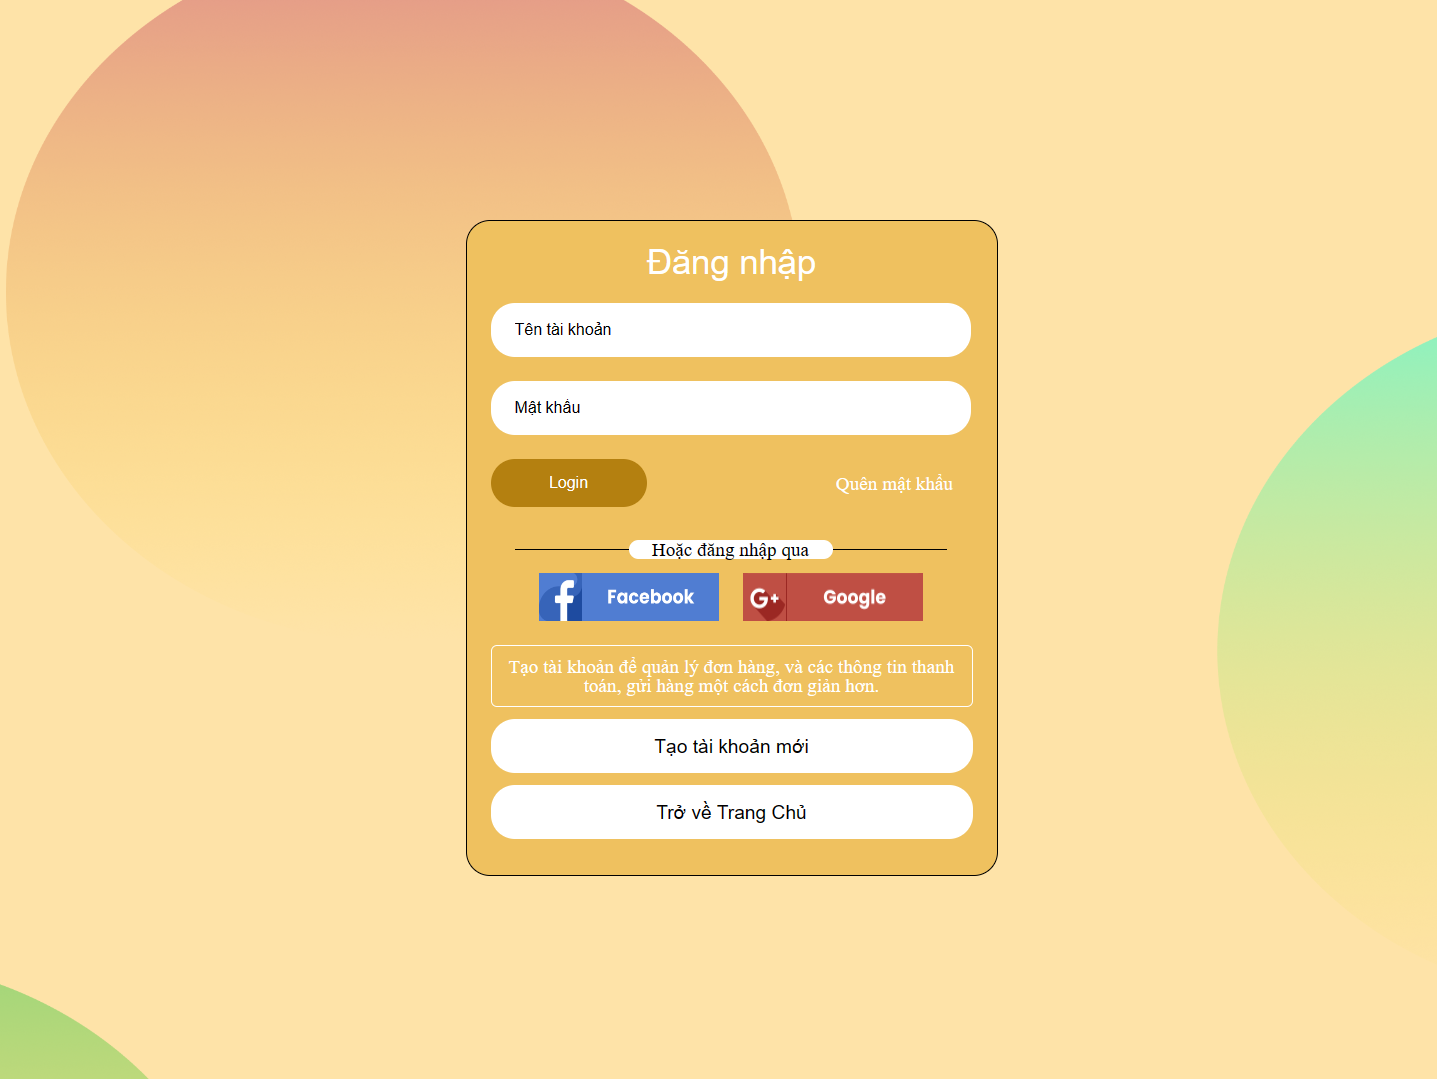 Đăng nhập
Tên tài khoản
Mật khẩu
Login
Quên mật khẩu
Hoặc đăng nhập qua
Facebook
G+ Google
Tạo tài khoản để quản lý đơn hàng, và các thông tin thanh
toán, gửi hàng một cách đơn giản hơn.
Tạo tài khoản mới
Trở về Trang Chủ